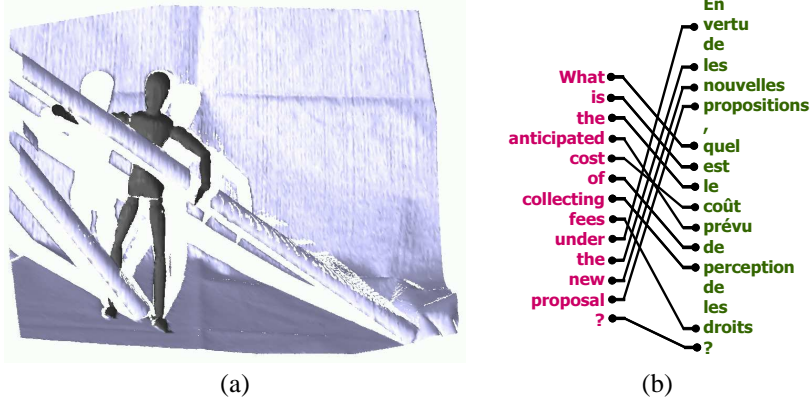 What
is
the
anticipated
cost
of
collecting
fees
under
the
new
proposal
?
En
vertu
de
les
nouvelles
propositions
,
quel
est
le
coût
prévu
de
perception
de
les
droits
?
(a)
(b)